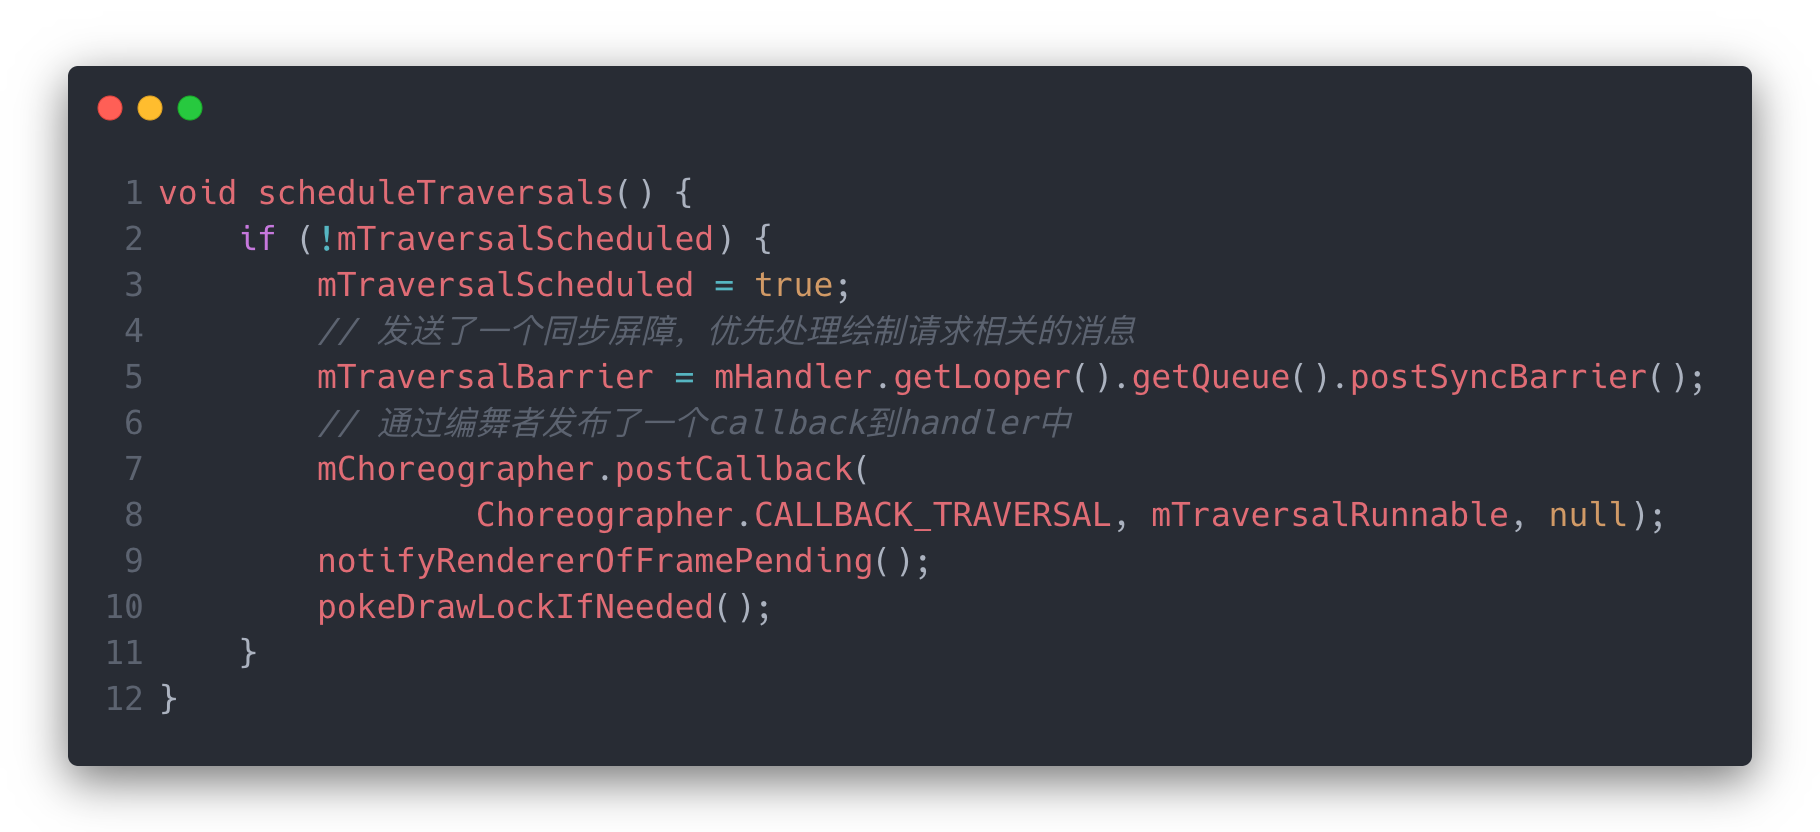 1 void scheduleTraversals() {
2     if (!mTraversalScheduled) {
3         mTraversalScheduled = true;
4         // 发送了一个同步屏障，优先处理绘制请求相关的消息
5         mTraversalBarrier = mHandler.getLooper().getQueue().postSyncBarrier();
6         // 通过编舞者发布了一个callback到handler中
7         mChoreographer.postCallback(
8                 Choreographer.CALLBACK_TRAVERSAL, mTraversalRunnable, null);
9         notifyRendererOfFramePending();
10         pokeDrawLockIfNeeded();
11     }
12 }